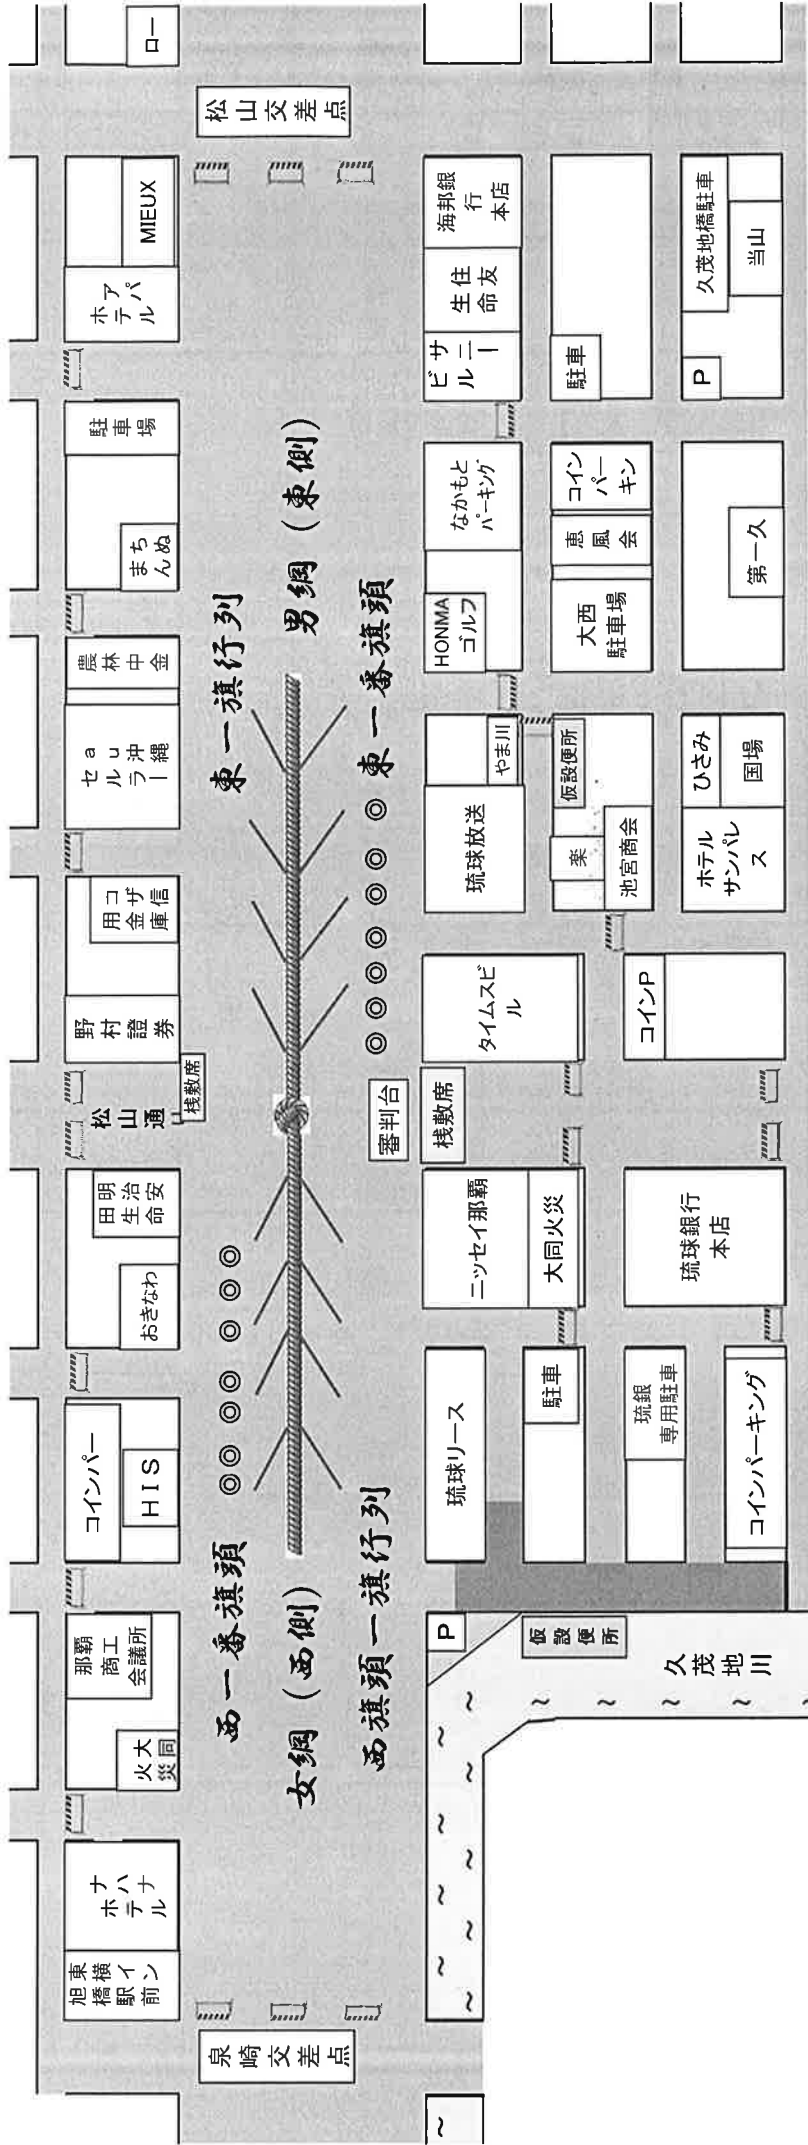 東横イン
旭橋駅前
ナハナ
ホテル
大同
火災
那覇
商工
会議所
コインパー
HIS
おきなわ
明治安
田生命
松山通り
桟敷席
野村證券
コザ信
用金庫
au沖縄
セルラー
農林中金
まち
んぬ
駐車場
アパ
ホテル
MIEUX
ロー
泉崎交差点
西一番旗頭
女綱(西側)
西旗頭一旗行列
東一旗行列
男綱(東側)
東一番旗頭
松山交差点
審判台
桟敷席
P
琉球リース
ニッセイ那覇
大同火災
タイムスビル
琉球放送
やま川
HONMA
ゴルフ
なかもと
パーキング
サニー
ビル
住友
生命
海邦銀行
本店
仮設便所
駐車
仮設便所
楽
池宮商会
大西
駐車場
恵風会
コイン
パー
キン
駐車
久茂地川
琉銀
専用駐車
コインパーキング
琉球銀行
本店
コインP
ホテル
サンパレ
ス
ひさみ
国場
第一久
P
久茂地橋駐車
当山